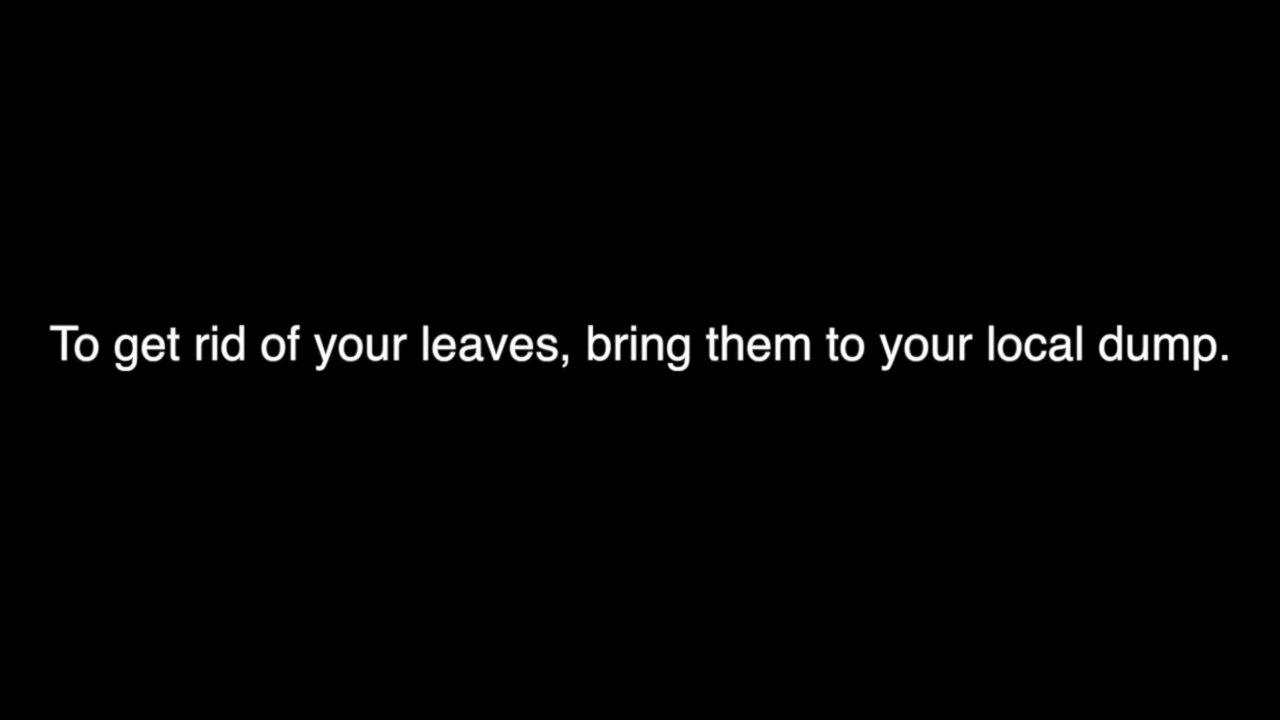 To get rid of your leaves, bring them to your local dump.